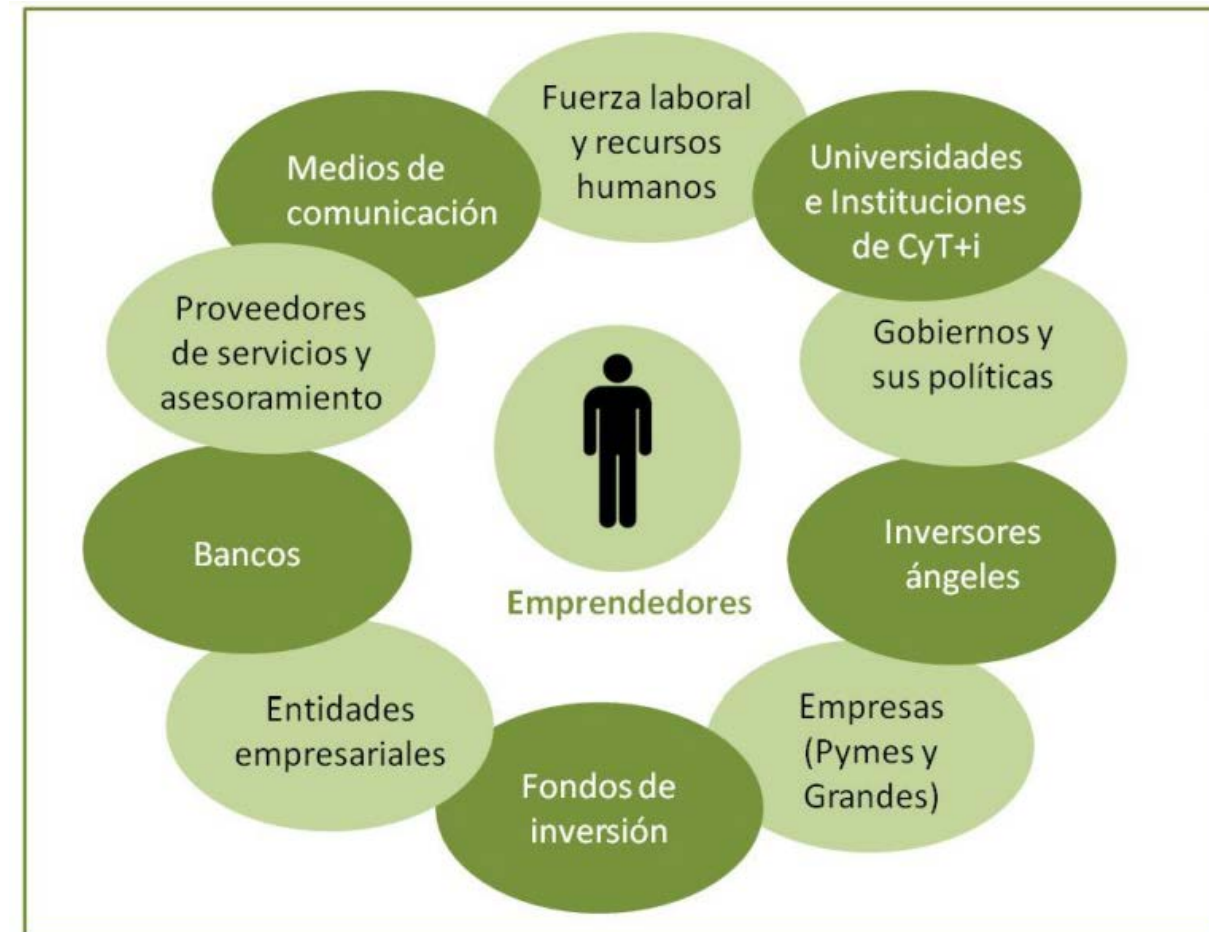 Fuerza laboral
y recursos
humanos
Universidades
e Instituciones
de CyT+i
Gobiernos y
sus políticas
Inversores
ángeles
Empresas
(Pymes y
Grandes)
Fondos de
inversión
Entidades
empresariales
Bancos
Proveedores
de servicios y
asesoramiento
Medios de
comunicación
Emprendedores